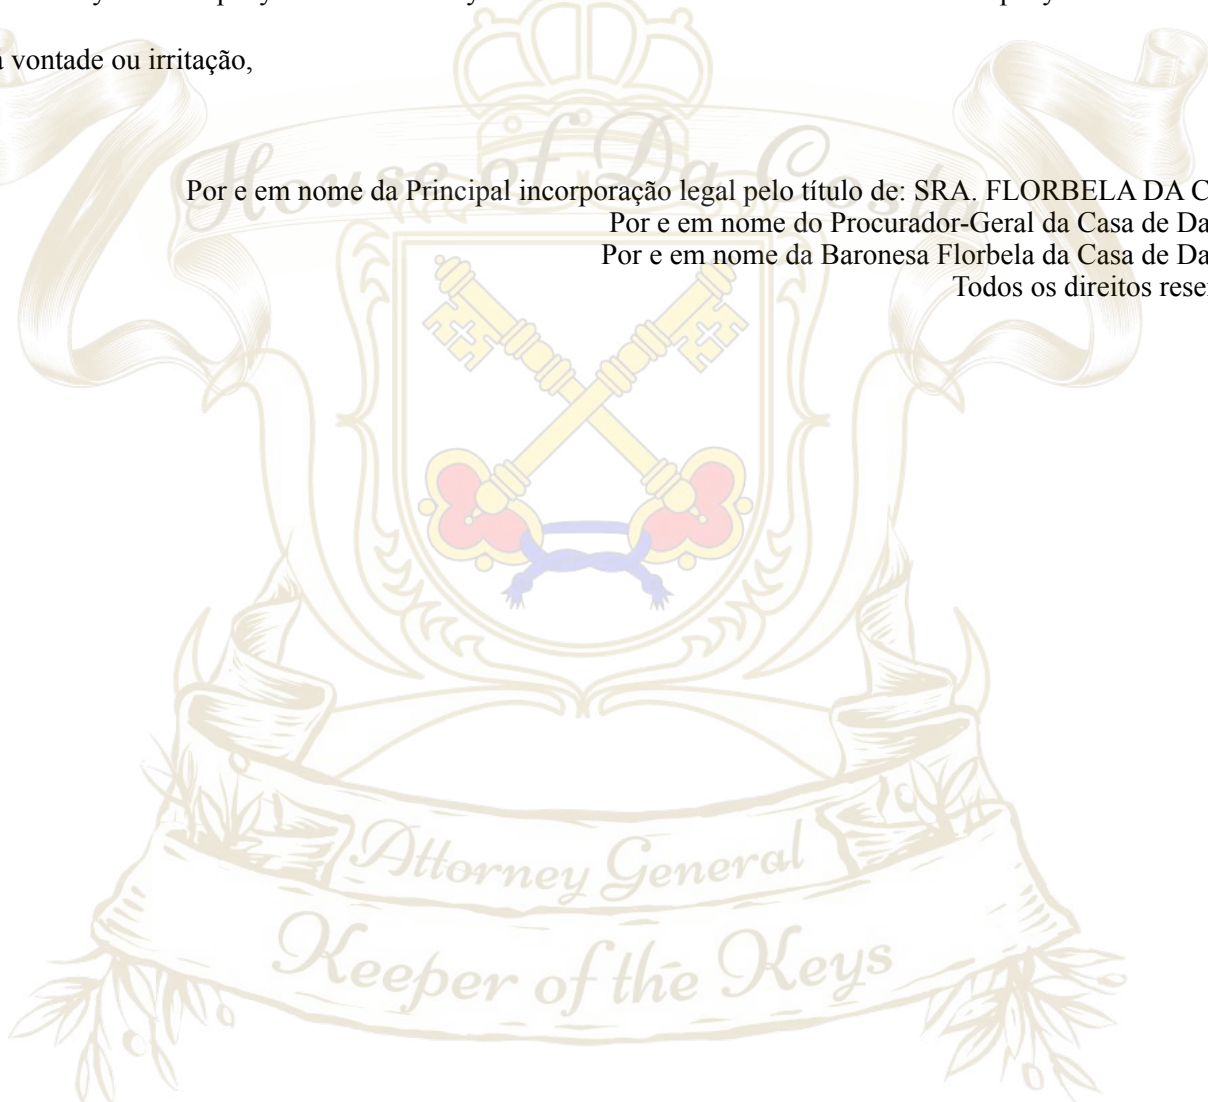 vontade ou irritação,
House of Da Costa
Por e em nome da Principal incorporação legal pelo título de: SRA. FLORBELA DA C
Por e em nome do Procurador-Geral da Casa de Da
Por e em nome da Baronesa Florbela da Casa de Da
Todos os direitos reser
Attorney General
Keeper of the Keys